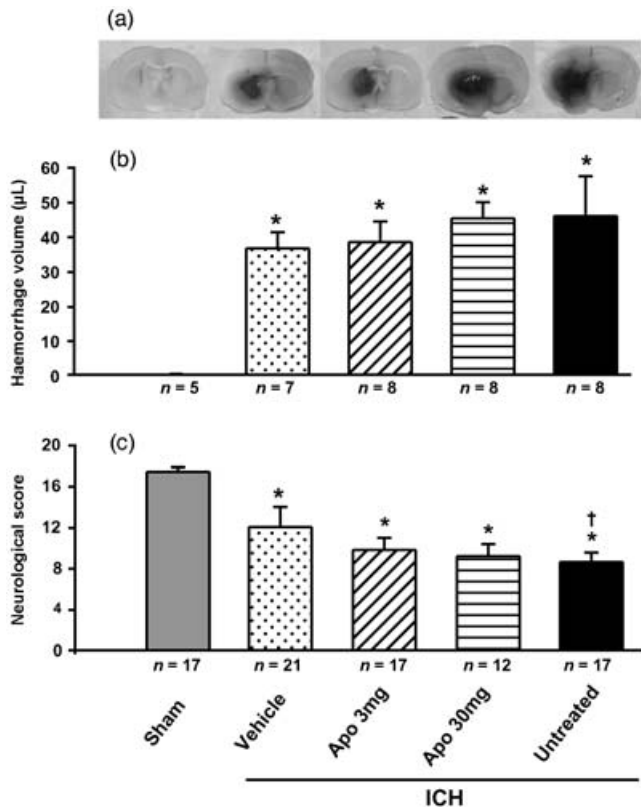 (a)
(b)
Haemorrhage volume (µL)
60
50
40
30
20
10
0
*
*
*
*
n = 5
n = 7
n = 8
n = 8
n = 8
(c)
Neurological score
20
16
12
8
4
0
*
*
*
†
*
n = 17
n = 21
n = 17
n = 12
n = 17
Sham
Vehicle
Apo 3mg
Apo 30mg
Untreated
ICH